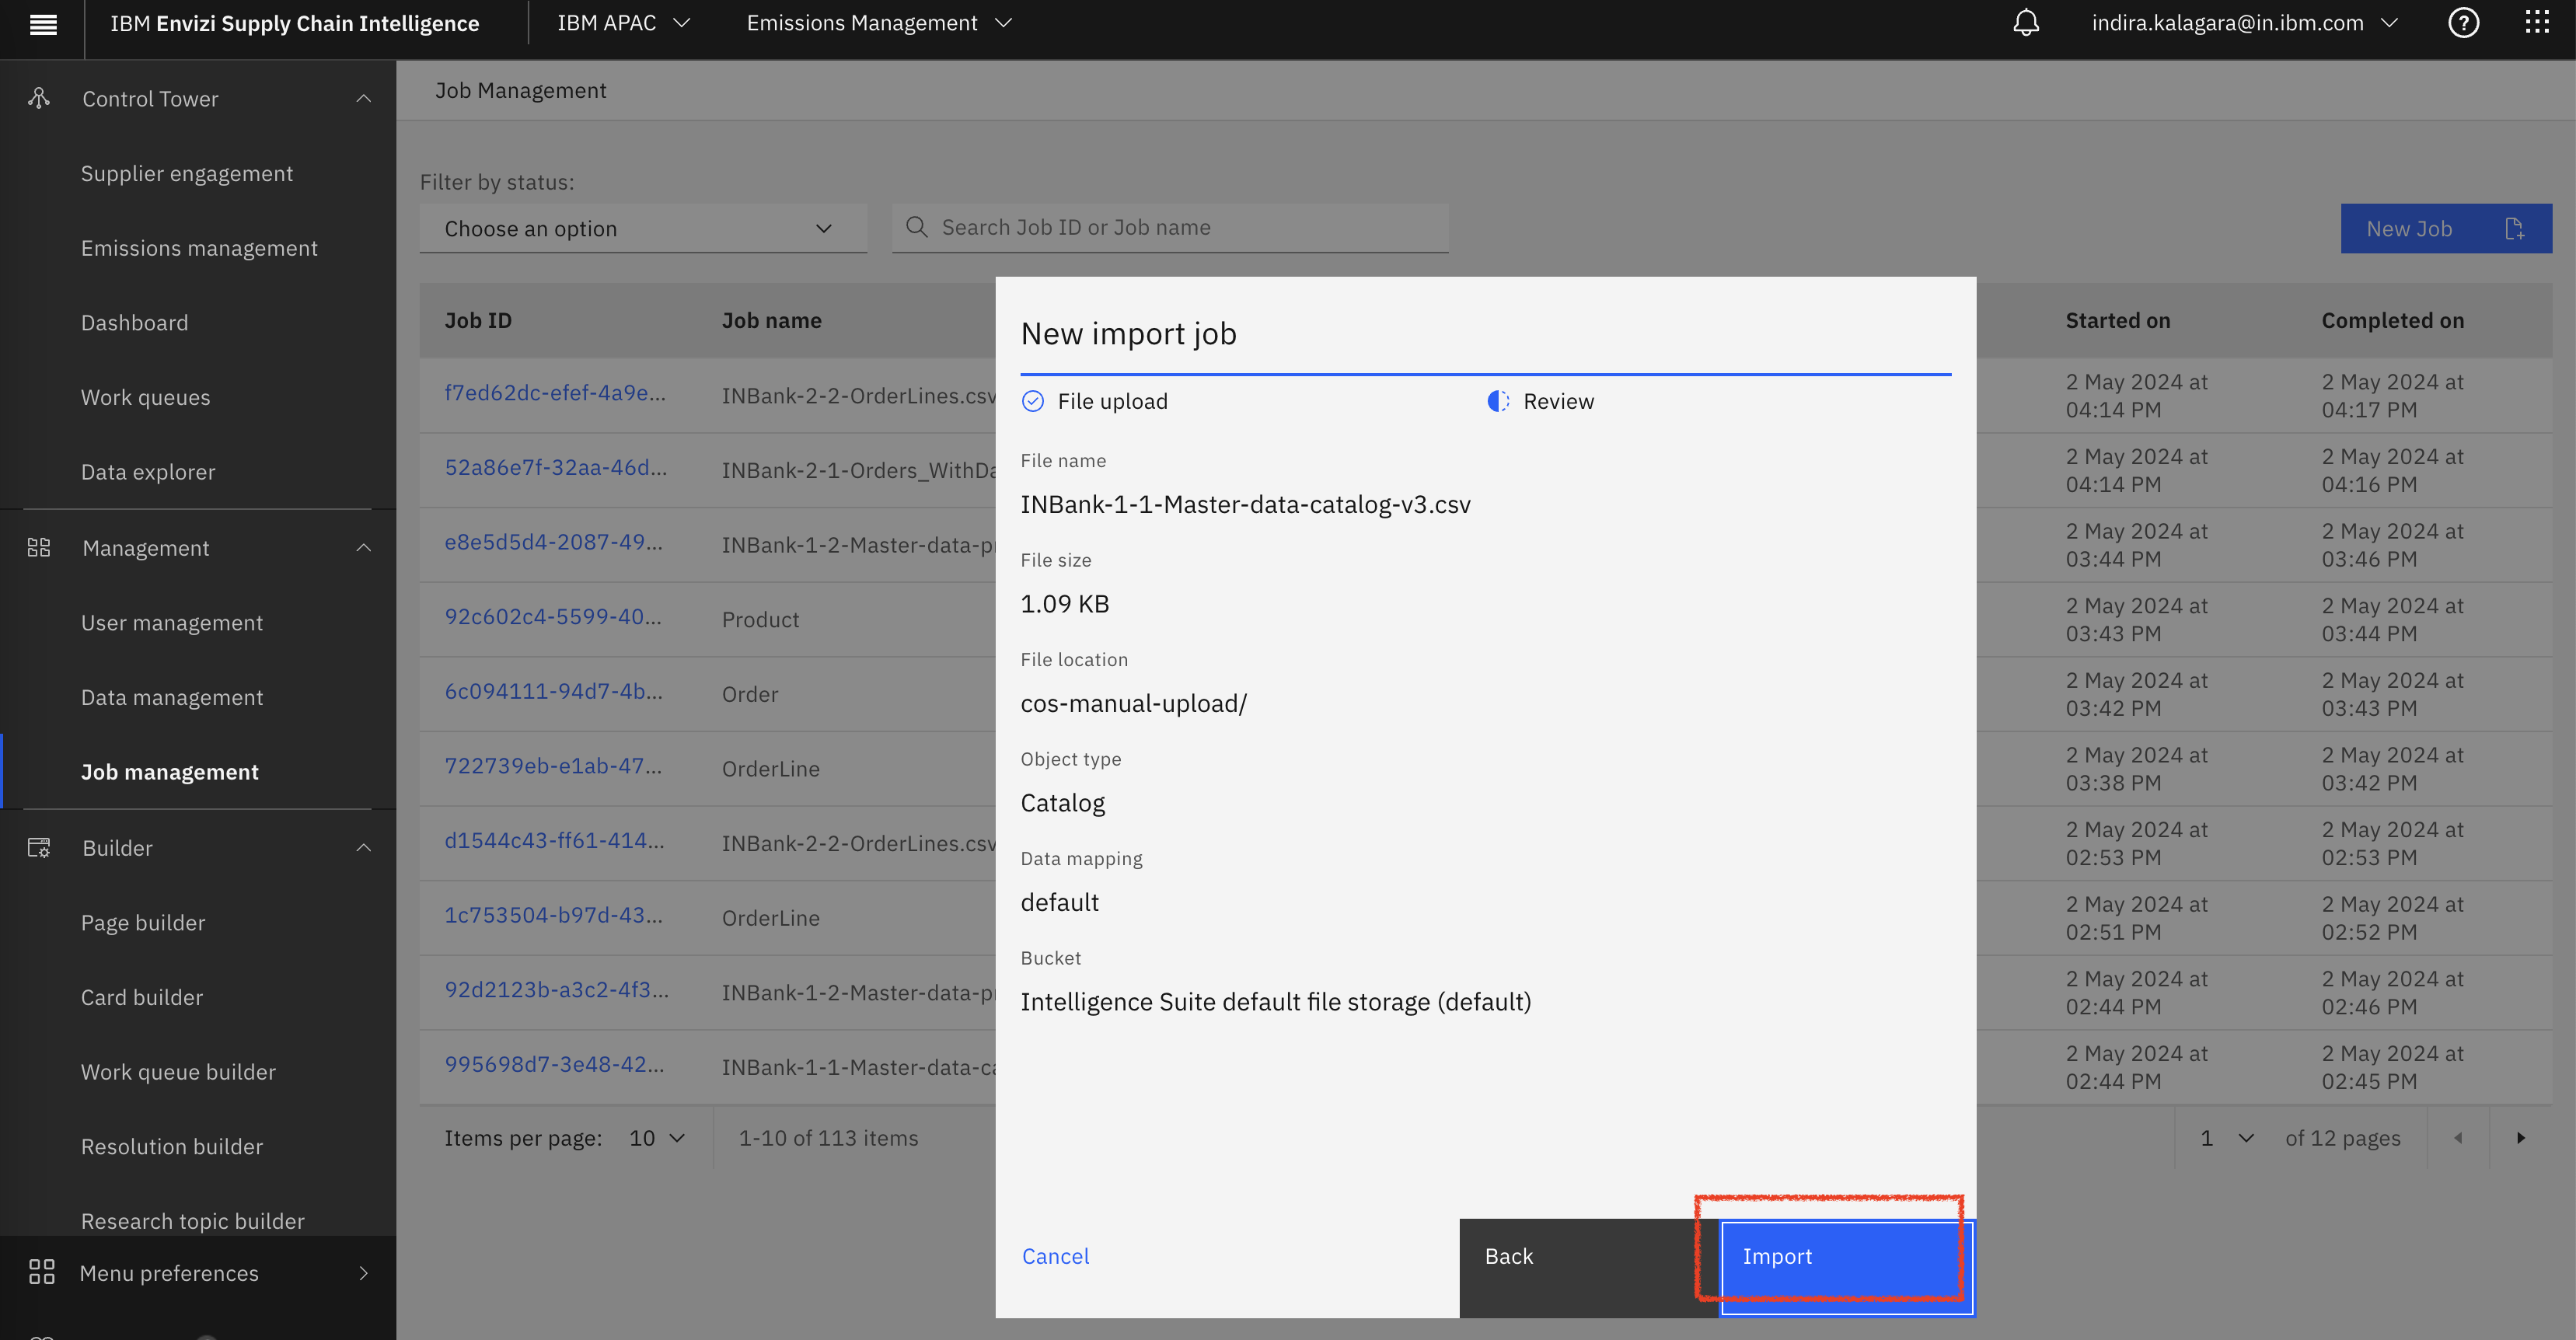 IBM Envizi Supply Chain Intelligence
IBM APAC
Emissions Management
indira.kalagara@in.ibm.com
Control Tower
Supplier engagement
Emissions management
Dashboard
Work queues
Data explorer
Management
User management
Data management
Job management
Builder
Page builder
Card builder
Work queue builder
Resolution builder
Research topic builder
Menu preferences
Job Management
Filter by status:
Choose an option
Search Job ID or Job name
New Job
Job ID Job name Started on Completed on
f7ed62dc-efef-4a9e... INBank-2-2-OrderLines.csv 2 May 2024 at 2 May 2024 at
04:14 PM 04:17 PM
52a86e7f-32aa-46d... INBank-2-1-Orders_WithDa 2 May 2024 at 2 May 2024 at
04:14 PM 04:16 PM
e8e5d5d4-2087-49... INBank-1-2-Master-data-pr 2 May 2024 at 2 May 2024 at
03:44 PM 03:46 PM
92c602c4-5599-40... Product 2 May 2024 at 2 May 2024 at
03:43 PM 03:44 PM
6c094111-94d7-4b... Order 2 May 2024 at 2 May 2024 at
03:42 PM 03:43 PM
722739eb-e1ab-47... OrderLine 2 May 2024 at 2 May 2024 at
03:38 PM 03:42 PM
d1544c43-ff61-414... INBank-2-2-OrderLines.csv 2 May 2024 at 2 May 2024 at
02:53 PM 02:53 PM
1c753504-b97d-43... OrderLine 2 May 2024 at 2 May 2024 at
02:51 PM 02:52 PM
92d2123b-a3c2-4f3... INBank-1-2-Master-data-pr 2 May 2024 at 2 May 2024 at
02:44 PM 02:46 PM
995698d7-3e48-42... INBank-1-1-Master-data-ca 2 May 2024 at 2 May 2024 at
02:44 PM 02:45 PM
Items per page: 10 1-10 of 113 items 1 of 12 pages
New import job
File upload Review
File name
INBank-1-1-Master-data-catalog-v3.csv
File size
1.09 KB
File location
cos-manual-upload/
Object type
Catalog
Data mapping
default
Bucket
Intelligence Suite default file storage (default)
Cancel Back Import